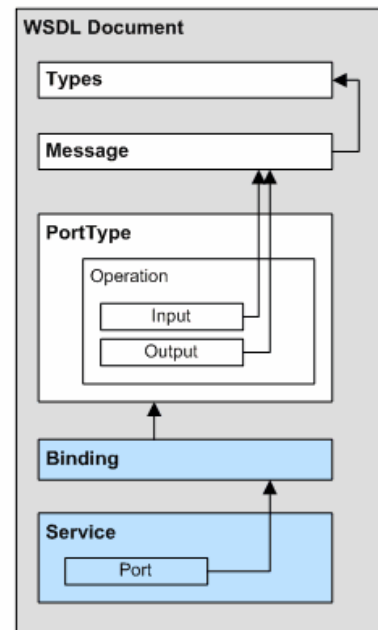 WSDL Document
Types
Message
PortType
Operation
Input
Output
Binding
Service
Port